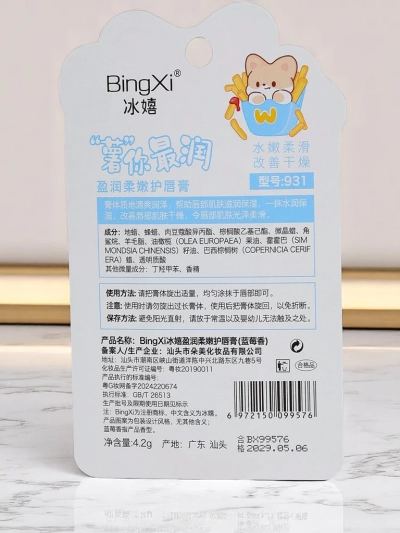 BingXi®
冰嬉
W
水嫩柔滑
改善干燥
“薯”你最润
盈润柔嫩护唇膏
型号:931
膏体质地清爽润泽，帮助唇部肌肤滋润保湿，一抹水润保
湿，改善唇部肌肤干燥，令唇部肌肤光泽柔滑。
成分：地蜡、蜂蜡、肉豆蔻酸异丙酯、棕榈酸乙基己酯、微晶蜡、角
鲨烷、羊毛脂、油橄榄（OLEA EUROPAEA）果油、霍霍巴（SIM
MONDSIA CHINENSIS）籽油、巴西棕榈树（COPERNICIA CERIF
ERA）蜡、透明质酸
其他微量成分：丁羟甲苯、香精
使用方法：请把膏体旋出适量，均匀涂抹于唇部即可。
注意：使用时请勿旋出过长膏体，使用后把膏体旋回，以免折断。
保存方法：避免阳光直射，请放于常温以及婴幼儿无法触及之处。
产品名称：BingXi冰嬉盈润柔嫩护唇膏(蓝莓香)
备案人/生产企业：汕头市朵美化妆品有限公司
地址：汕头市潮南区峡山街道洋陈中兴北路东区九巷5号
化妆品生产许可证编号：粤妆20190011
产品执行的标准编号：
粤G妆网备字2024220674
执行标准：GB/T 26513
生产批号及限期使用日期见标示
注：BingXi为注册商标，中文含义为冰嬉。
产品图案为包装设计风格，无其他含义；
蓝莓香指产品香型。
净含量:4.2g 产地：广东 汕头
合格品
6 972150 099576
合格 BX99576
2029.05.06